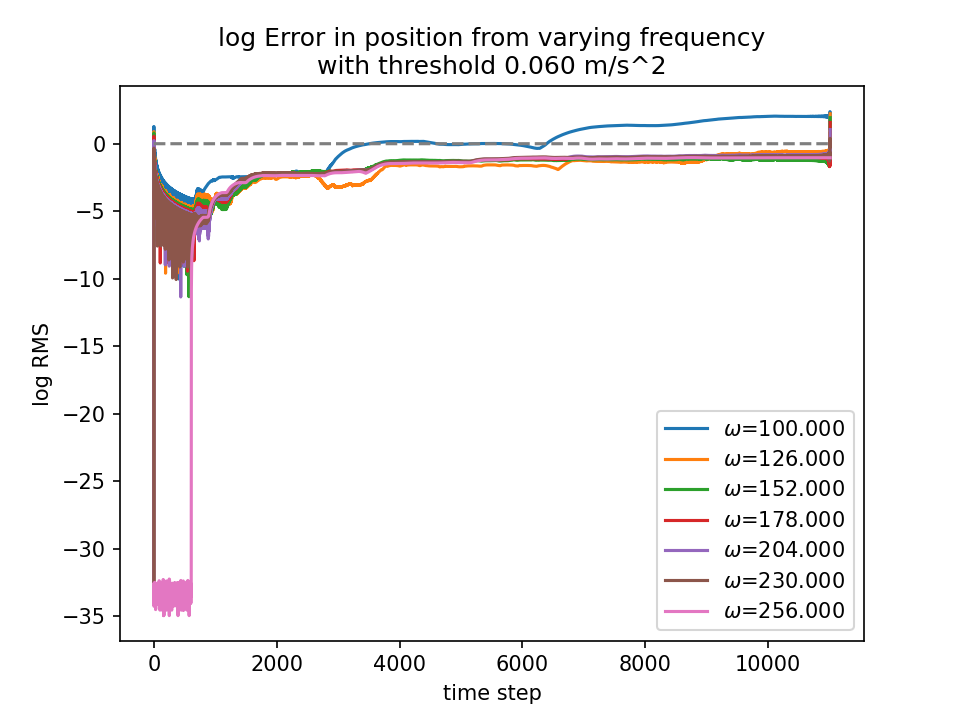 log Error in position from varying frequency
with threshold 0.060 m/s^2
log RMS
0
−5
−10
−15
−20
−25
−30
−35
0 2000 4000 6000 8000 10000
time step
ω=100.000
ω=126.000
ω=152.000
ω=178.000
ω=204.000
ω=230.000
ω=256.000